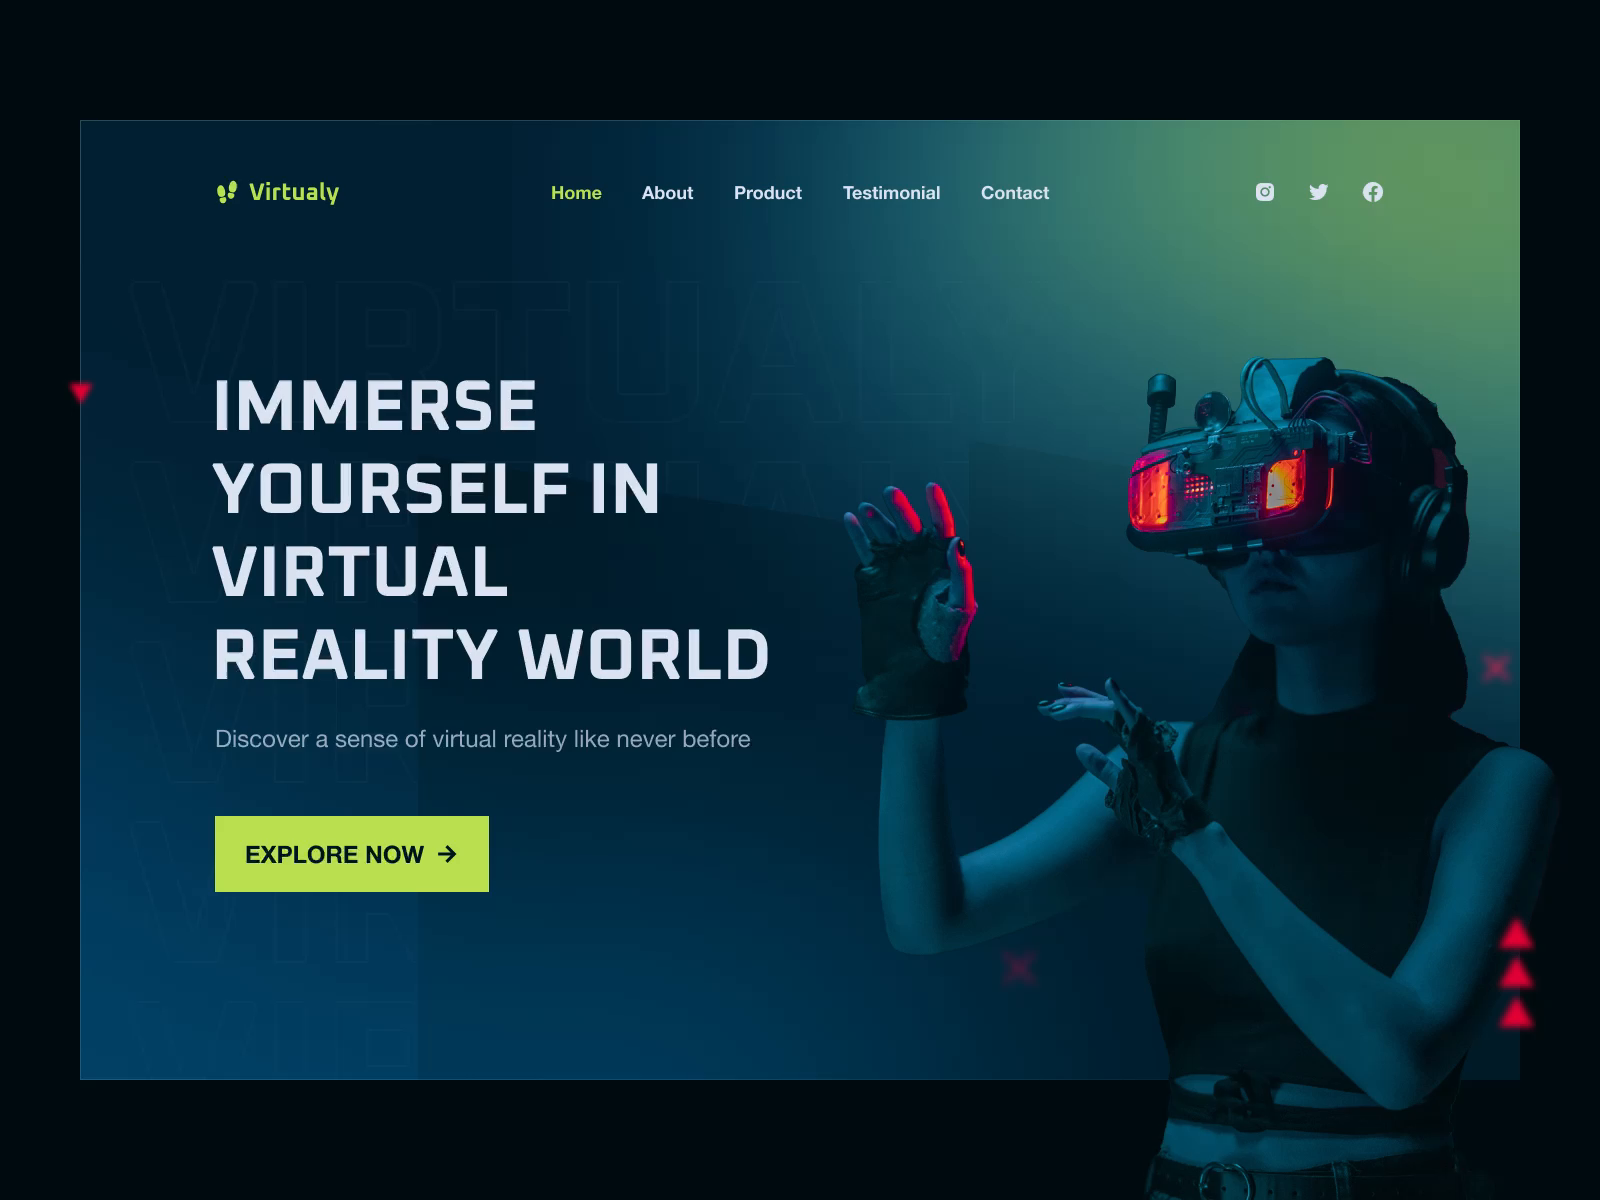 Virtualy
Home About Product Testimonial Contact
VIRTUALY
IMMERSE
YOURSELF IN
VIRTUAL
REALITY WORLD
Discover a sense of virtual reality like never before
EXPLORE NOW →